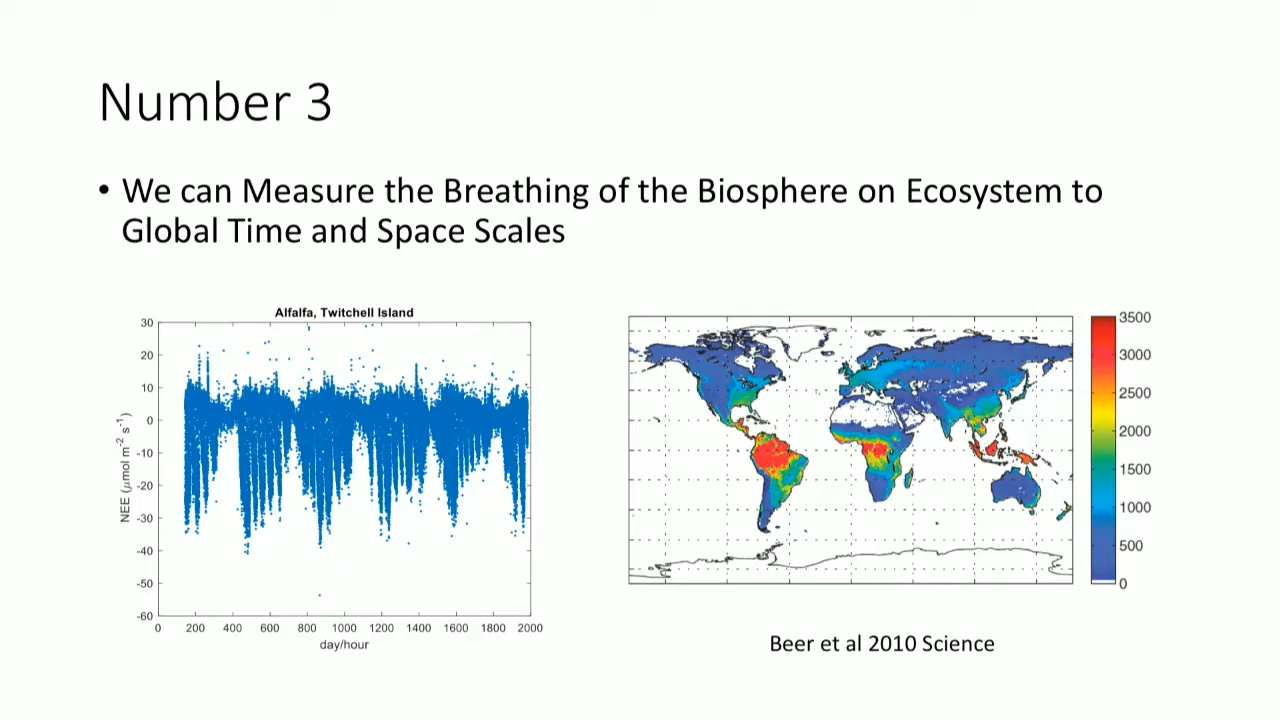 Number 3
• We can Measure the Breathing of the Biosphere on Ecosystem to
Global Time and Space Scales
Alfalfa, Twitchell Island
30
20
10
0
-10
-20
-30
-40
-50
-60
NEE (μmol m⁻² s⁻¹)
0 200 400 600 800 1000 1200 1400 1600 1800 2000
day/hour
3500
3000
2500
2000
1500
1000
500
0
Beer et al 2010 Science